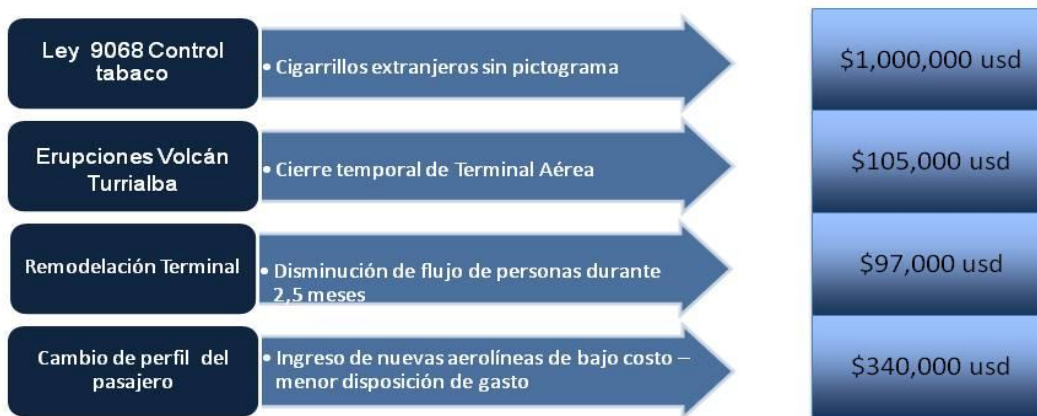 Ley 9068 Control
tabaco
• Cigarrillos extranjeros sin pictograma
$1,000,000 usd
Erupciones Volcán
Turrialba
• Cierre temporal de Terminal Aérea
$105,000 usd
Remodelación Terminal
• Disminución de flujo de personas durante
2,5 meses
$97,000 usd
Cambio de perfil del
pasajero
• Ingreso de nuevas aerolíneas de bajo costo –
menor disposición de gasto
$340,000 usd